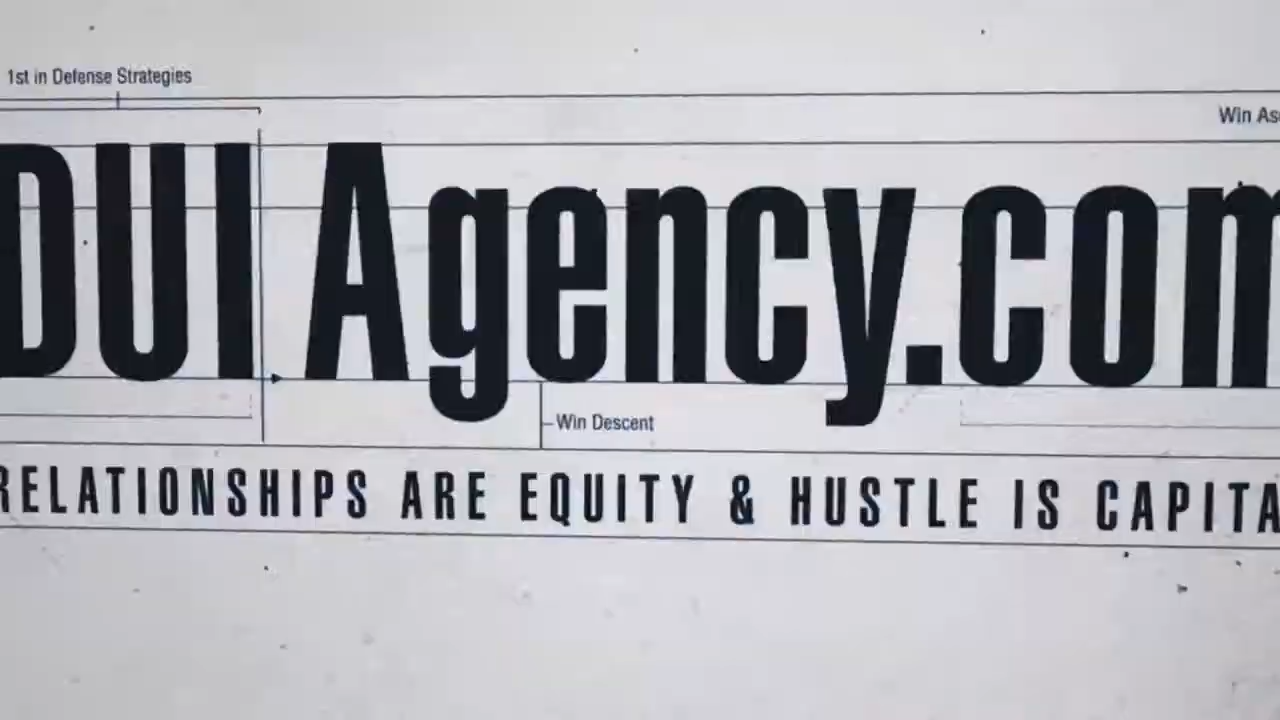 1st in Defense Strategies
Win As
DUI Agency.com
Win Descent
RELATIONSHIPS ARE EQUITY & HUSTLE IS CAPITA